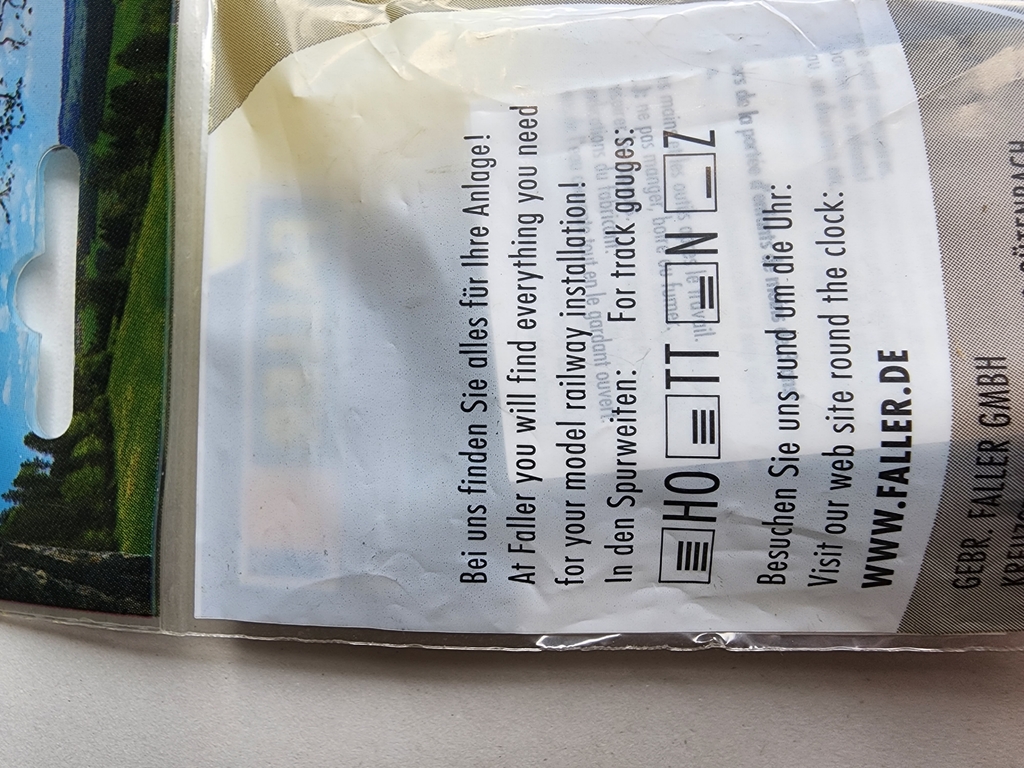 Bei uns finden Sie alles für Ihre Anlage!
At Faller you will find everything you need
for your model railway installation!
In den Spurweiten: For track gauges:
HO TT N Z
Besuchen Sie uns rund um die Uhr:
Visit our web site round the clock:
WWW.FALLER.DE
GEBR. FALLER GMBH